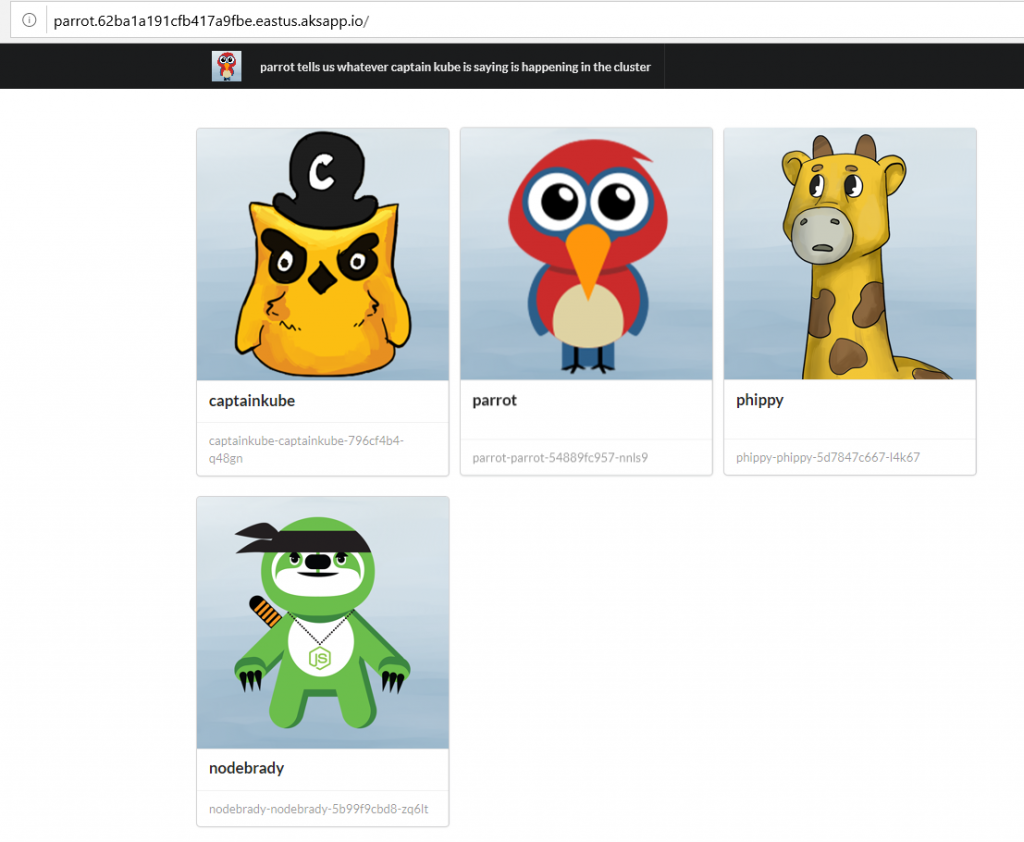 parrot.62ba1a191cfb417a9fbe.eastus.aksapp.io/
parrot tells us whatever captain kube is saying is happening in the cluster
C
captainkube
captainkube-captainkube-796cf4b4-
q48gn
parrot
parrot-parrot-54889fc957-nnls9
phippy
phippy-phippy-5d7847c667-l4k67
JS
nodebrady
nodebrady-nodebrady-5b99f9cbd8-zq6lt